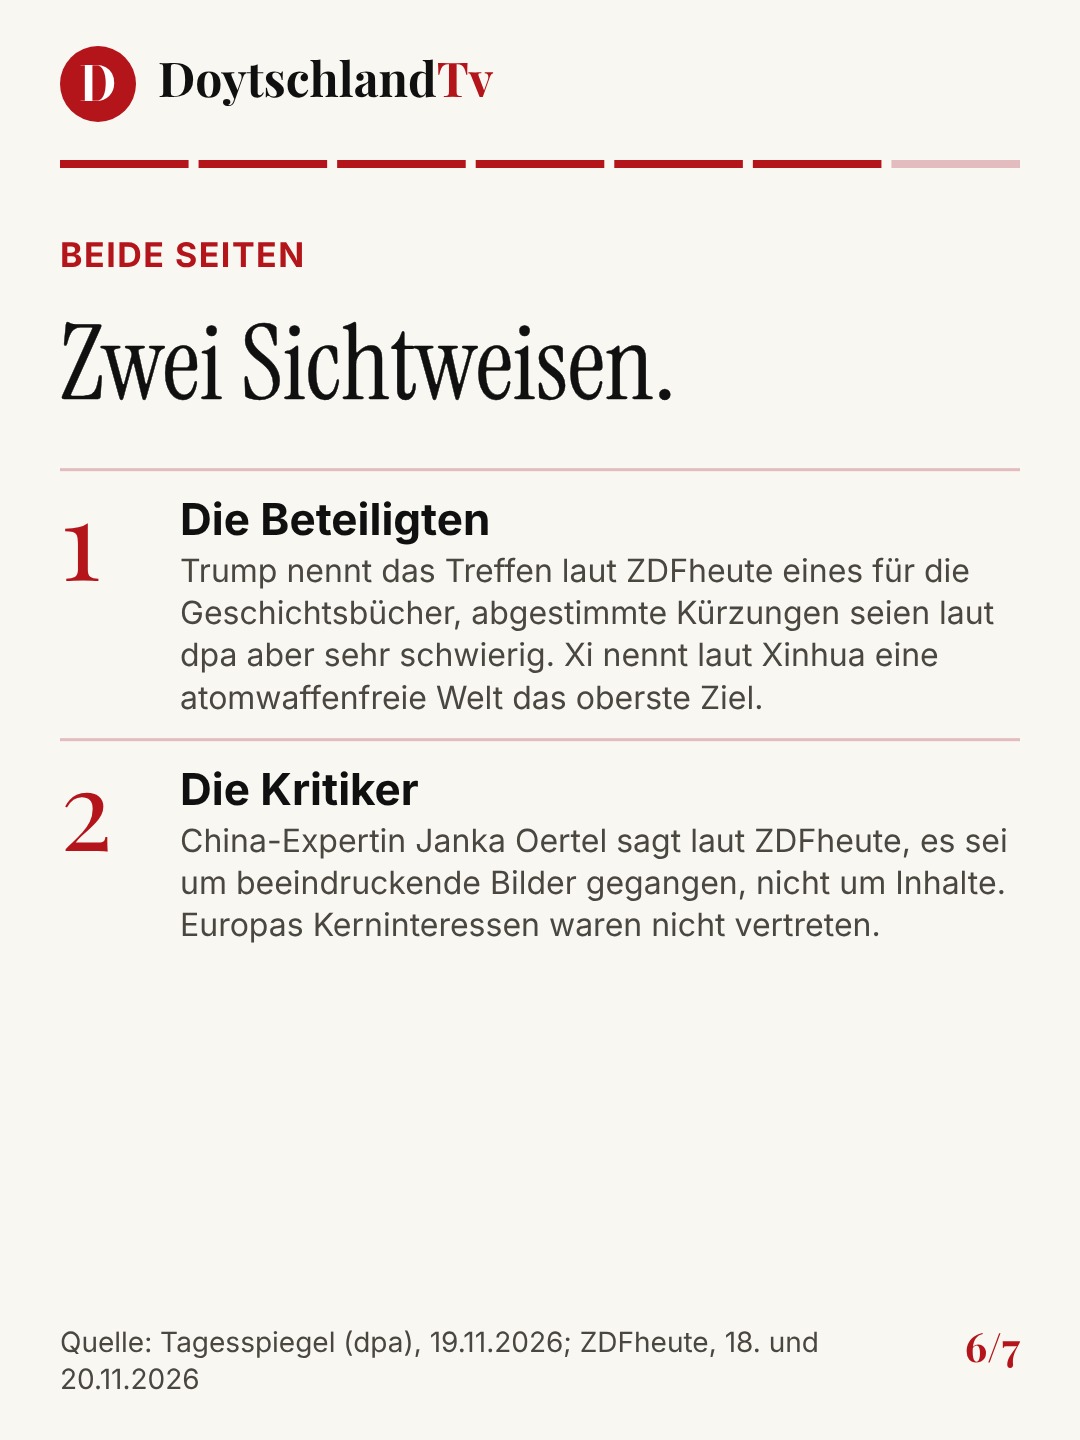 D DoytschlandTv
BEIDE SEITEN
Zwei Sichtweisen.
1 Die Beteiligten
Trump nennt das Treffen laut ZDFheute eines für die
Geschichtsbücher, abgestimmte Kürzungen seien laut
dpa aber sehr schwierig. Xi nennt laut Xinhua eine
atomwaffenfreie Welt das oberste Ziel.
2 Die Kritiker
China-Expertin Janka Oertel sagt laut ZDFheute, es sei
um beeindruckende Bilder gegangen, nicht um Inhalte.
Europas Kerninteressen waren nicht vertreten.
Quelle: Tagesspiegel (dpa), 19.11.2026; ZDFheute, 18. und
20.11.2026
6/7